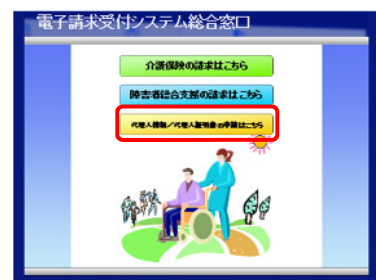 電子請求受付システム総合窓口
介護保険の請求はこちら
障害者総合支援の請求はこちら
代理人情報／代理人証明書の申請はこちら